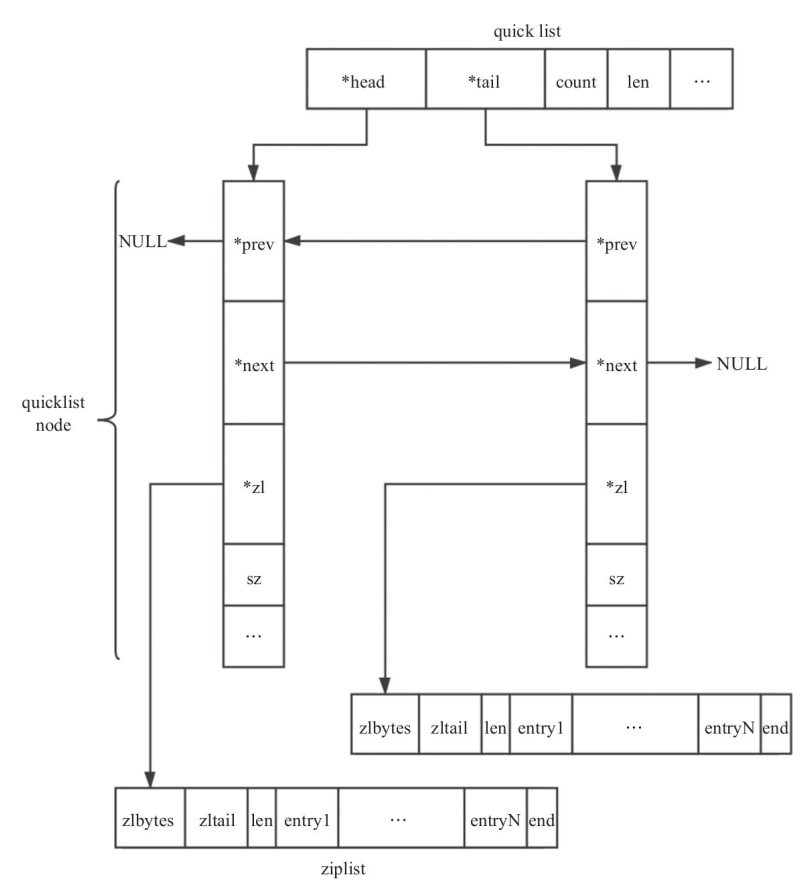 quick list
*head *tail count len ...
NULL *prev *prev
*next *next NULL
quicklist
node
*zl *zl
sz sz
... ...
zlbytes zltail len entry1 ... entryN end
zlbytes zltail len entry1 ... entryN end
ziplist